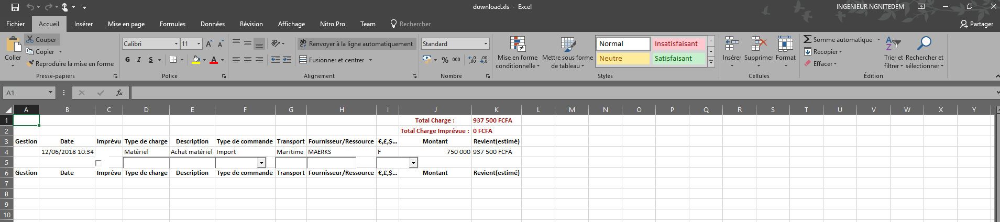 download.xls - Excel
INGENIEUR NGNITEDEM
Fichier Accueil Insérer Mise en page Formules Données Révision Affichage Nitro Pro Team Rechercher Partager
Coller
Couper
Copier
Reproduire la mise en forme
Presse-papiers
Calibri 11
G I S
Police
Renvoyer à la ligne automatiquement
Fusionner et centrer
Alignement
Standard
% 000
Nombre
Mise en forme conditionnelle
Mettre sous forme de tableau
Normal Insatisfaisant
Neutre Satisfaisant
Styles
Insérer Supprimer Format
Cellules
Somme automatique
Recopier
Effacer
Trier et filtrer
Rechercher et sélectionner
Édition
A1 fx
A B C D E F G H I J K L M N O P Q R S T U V W X Y
1 Total Charge : 937 500 FCFA
2 Total Charge Imprévue : 0 FCFA
3 Gestion Date Imprévu Type de charge Description Type de commande Transport Fournisseur/Ressource €,£,$... Montant Revient(estimé)
4 12/06/2018 10:34 Matériel Achat matériel Import Maritime MAERKS F 750 000 937 500 FCFA
5
6 Gestion Date Imprévu Type de charge Description Type de commande Transport Fournisseur/Ressource €,£,$... Montant Revient(estimé)
7
8
9
10